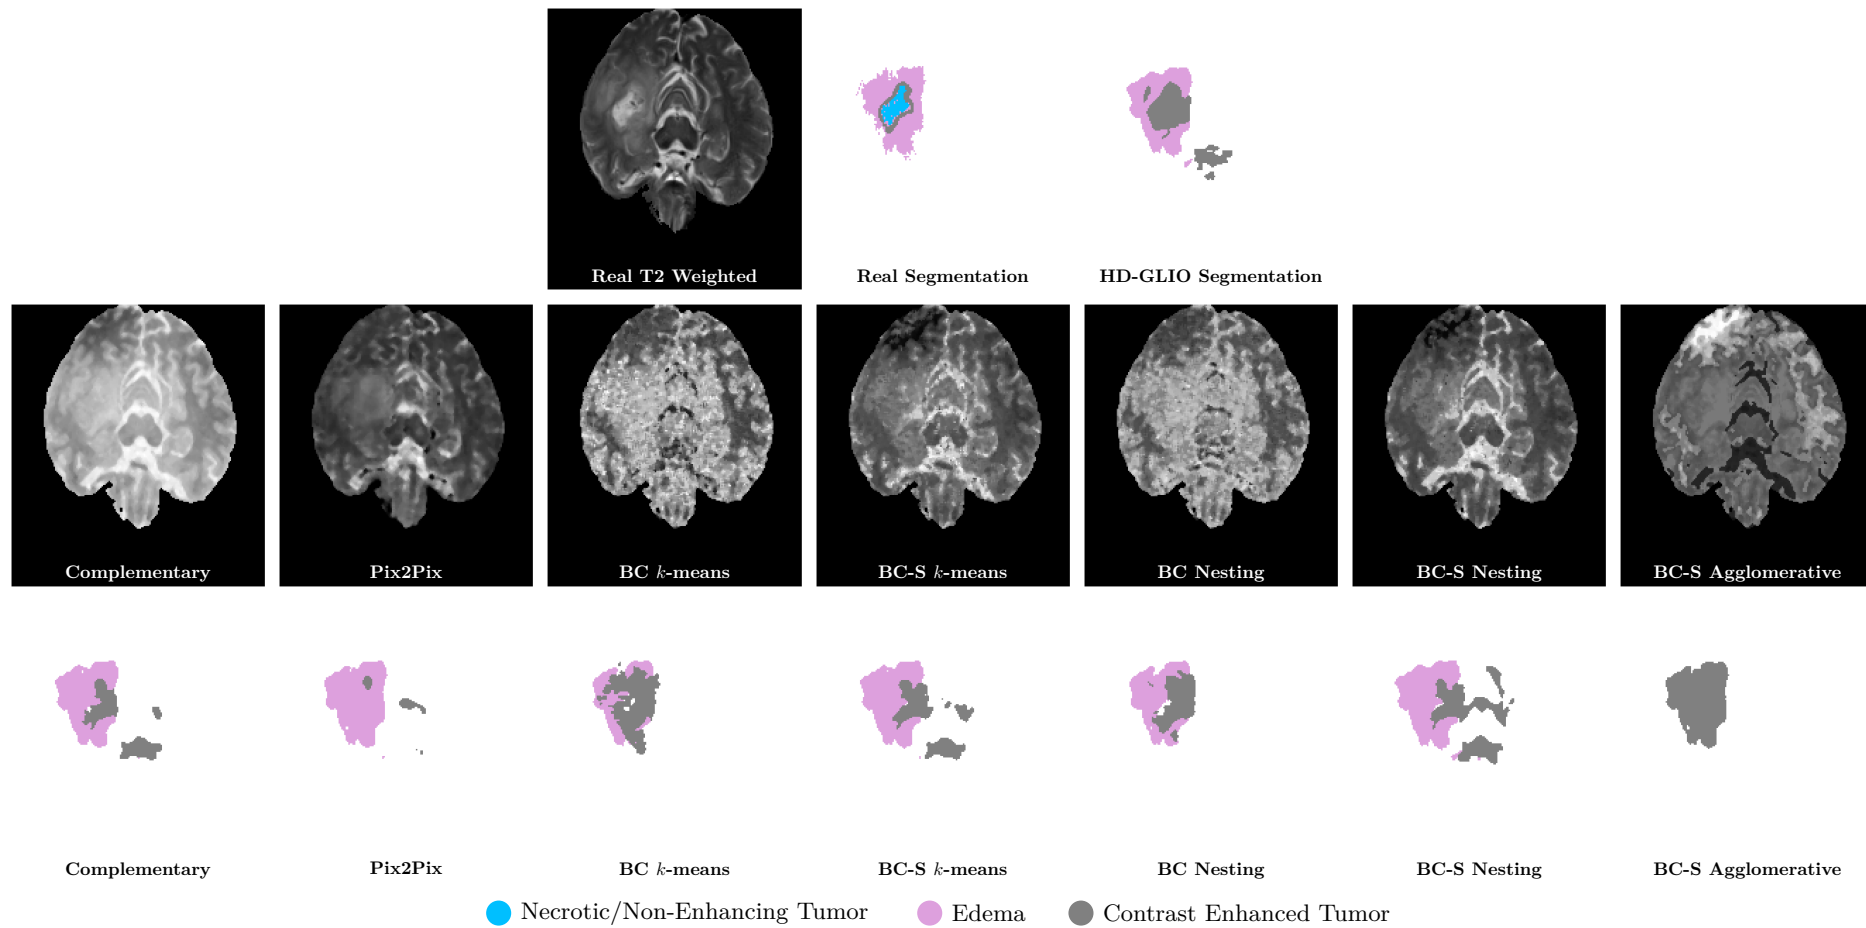 Real T2 Weighted
Real Segmentation
HD-GLIO Segmentation
Complementary
Pix2Pix
BC k-means
BC-S k-means
BC Nesting
BC-S Nesting
BC-S Agglomerative
Complementary
Pix2Pix
BC k-means
BC-S k-means
BC Nesting
BC-S Nesting
BC-S Agglomerative
Necrotic/Non-Enhancing Tumor
Edema
Contrast Enhanced Tumor